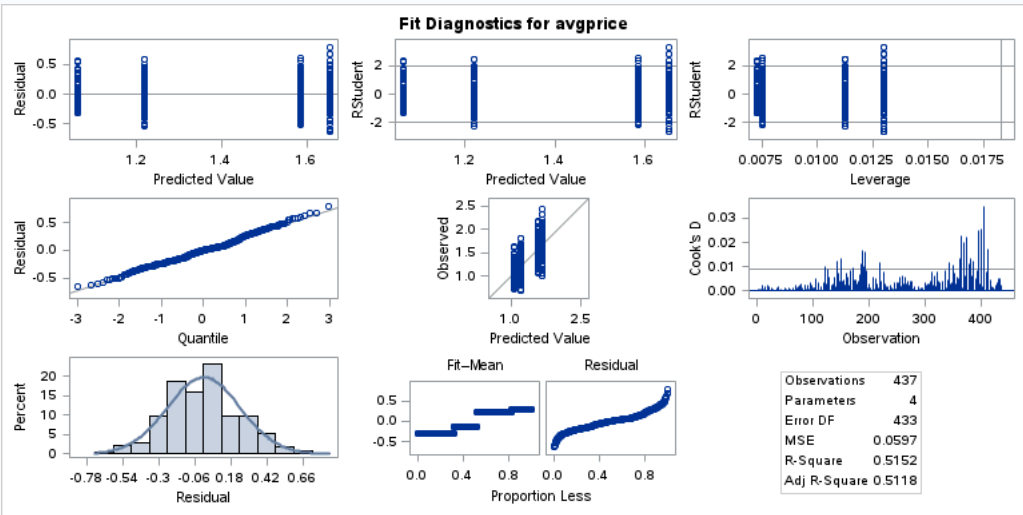 Fit Diagnostics for avgprice
Residual
0.5
0.0
-0.5
1.2 1.4 1.6
Predicted Value
RStudent
2
0
-2
1.2 1.4 1.6
Predicted Value
RStudent
2
0
-2
0.0075 0.0100 0.0125 0.0150 0.0175
Leverage
Residual
0.5
0.0
-0.5
-3 -2 -1 0 1 2 3
Quantile
Observed
2.5
2.0
1.5
1.0
1.0 2.5
Predicted Value
Cook's D
0.03
0.02
0.01
0.00
0 100 200 300 400
Observation
Percent
20
15
10
5
0
-0.78 -0.54 -0.3 -0.06 0.18 0.42 0.66
Residual
Fit–Mean Residual
0.5
0.0
-0.5
0.0 0.4 0.8 0.0 0.4 0.8
Proportion Less
Observations 437
Parameters 4
Error DF 433
MSE 0.0597
R-Square 0.5152
Adj R-Square 0.5118